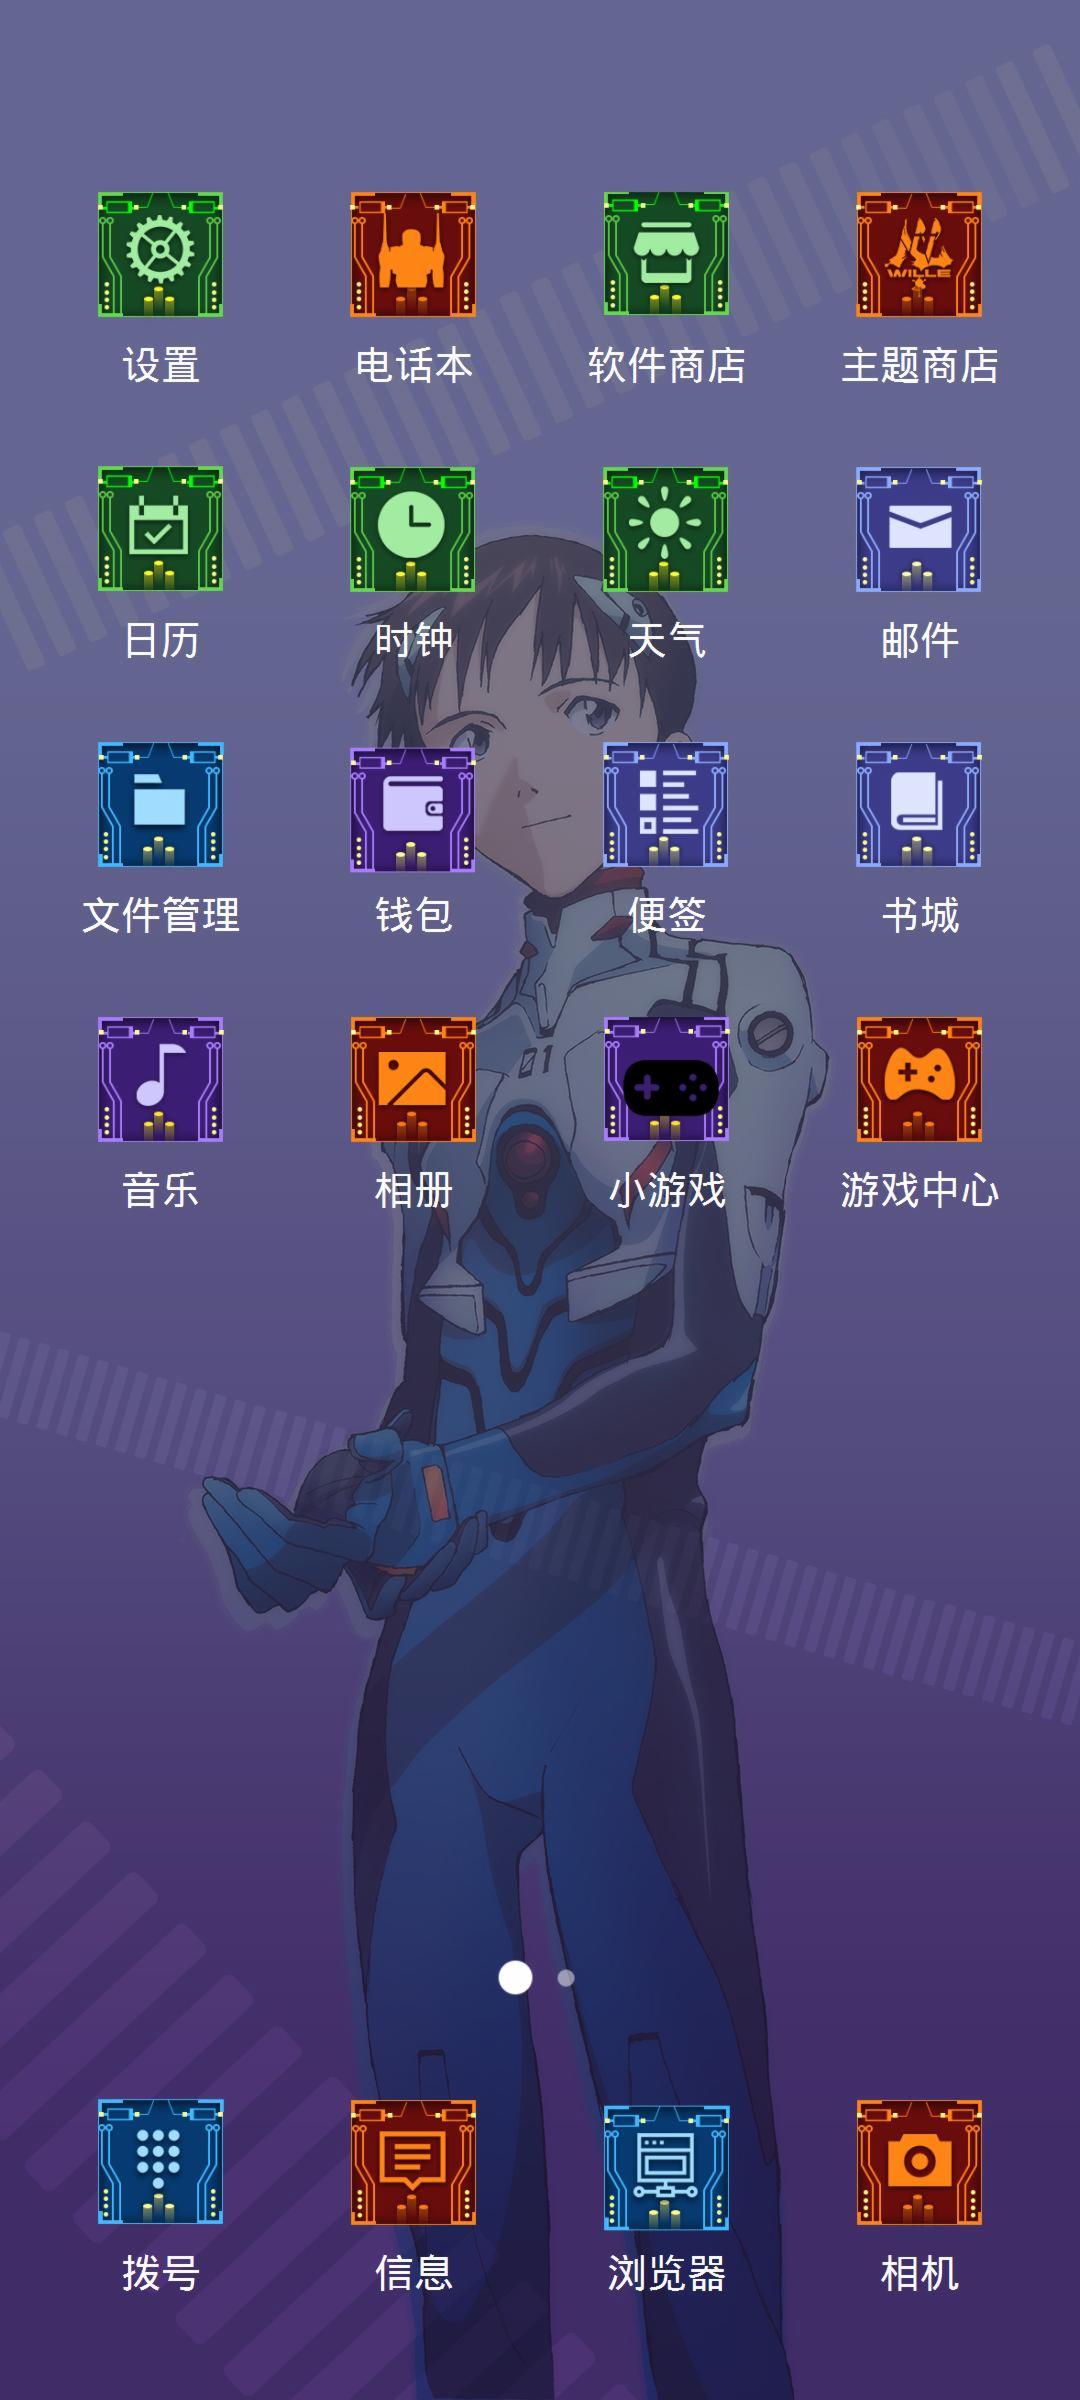 WILLE
设置
电话本
软件商店
主题商店
日历
时钟
天气
邮件
文件管理
钱包
便签
书城
01
音乐
相册
小游戏
游戏中心
拨号
信息
浏览器
相机